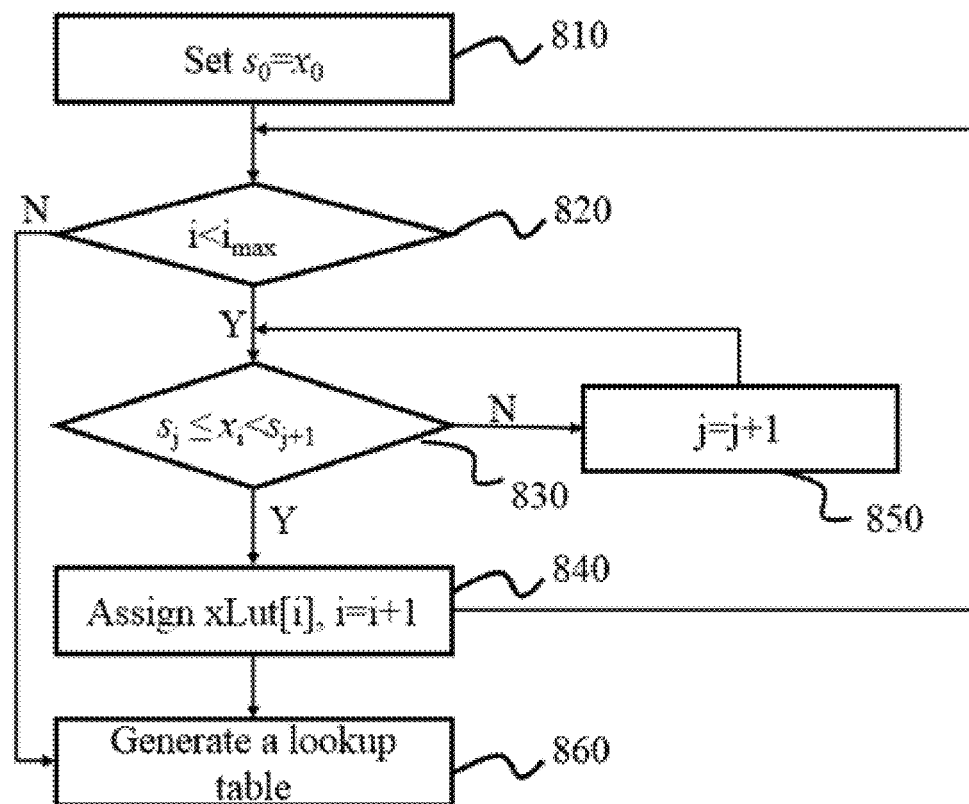 Set s₀=x₀
810
N
i<iₘₐₓ
820
Y
sⱼ ≤ xᵢ<sⱼ₊₁
N
j=j+1
830
850
Y
840
Assign xLut[i], i=i+1
Generate a lookup
table
860